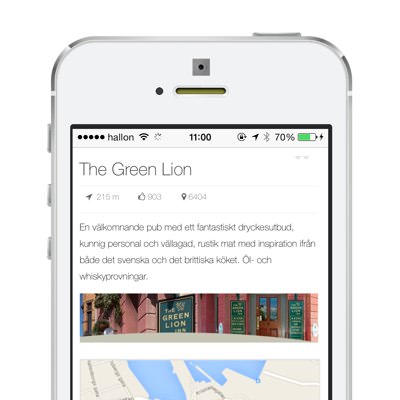 hallon 11:00 70%
The Green Lion
215 m 903 6404
En välkomnande pub med ett fantastiskt dryckesutbud,
kunnig personal och vällagad, rustik mat med inspiration ifrån
både det svenska och det brittiska köket. Öl- och
whiskyprovningar.
THE
GREEN
LION
INN